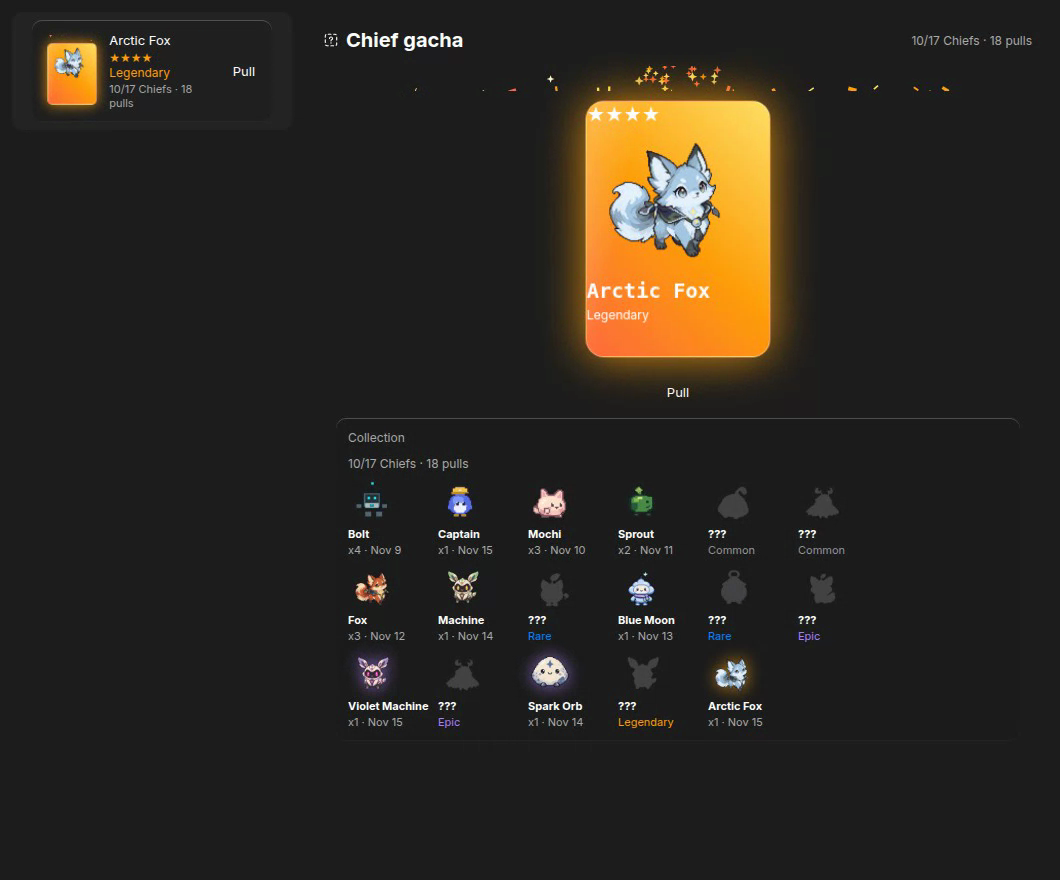 Arctic Fox
★★★★
Legendary
10/17 Chiefs · 18
pulls
Pull
Chief gacha
10/17 Chiefs · 18 pulls
★★★★
Arctic Fox
Legendary
Pull
Collection
10/17 Chiefs · 18 pulls
Bolt
x4 · Nov 9
Captain
x1 · Nov 15
Mochi
x3 · Nov 10
Sprout
x2 · Nov 11
???
Common
???
Common
Fox
x3 · Nov 12
Machine
x1 · Nov 14
???
Rare
Blue Moon
x1 · Nov 13
???
Rare
???
Epic
Violet Machine
x1 · Nov 15
???
Epic
Spark Orb
x1 · Nov 14
???
Legendary
Arctic Fox
x1 · Nov 15